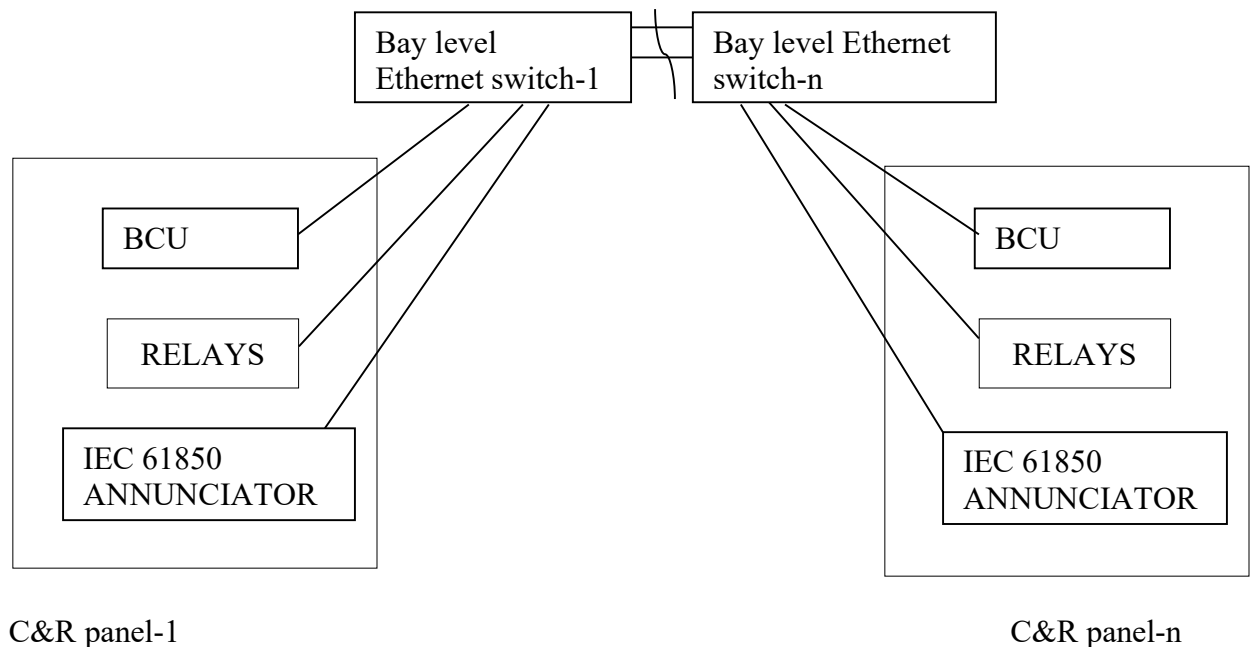 Bay level
Ethernet switch-1
Bay level Ethernet
switch-n
BCU
RELAYS
IEC 61850
ANNUNCIATOR
BCU
RELAYS
IEC 61850
ANNUNCIATOR
C&R panel-1
C&R panel-n